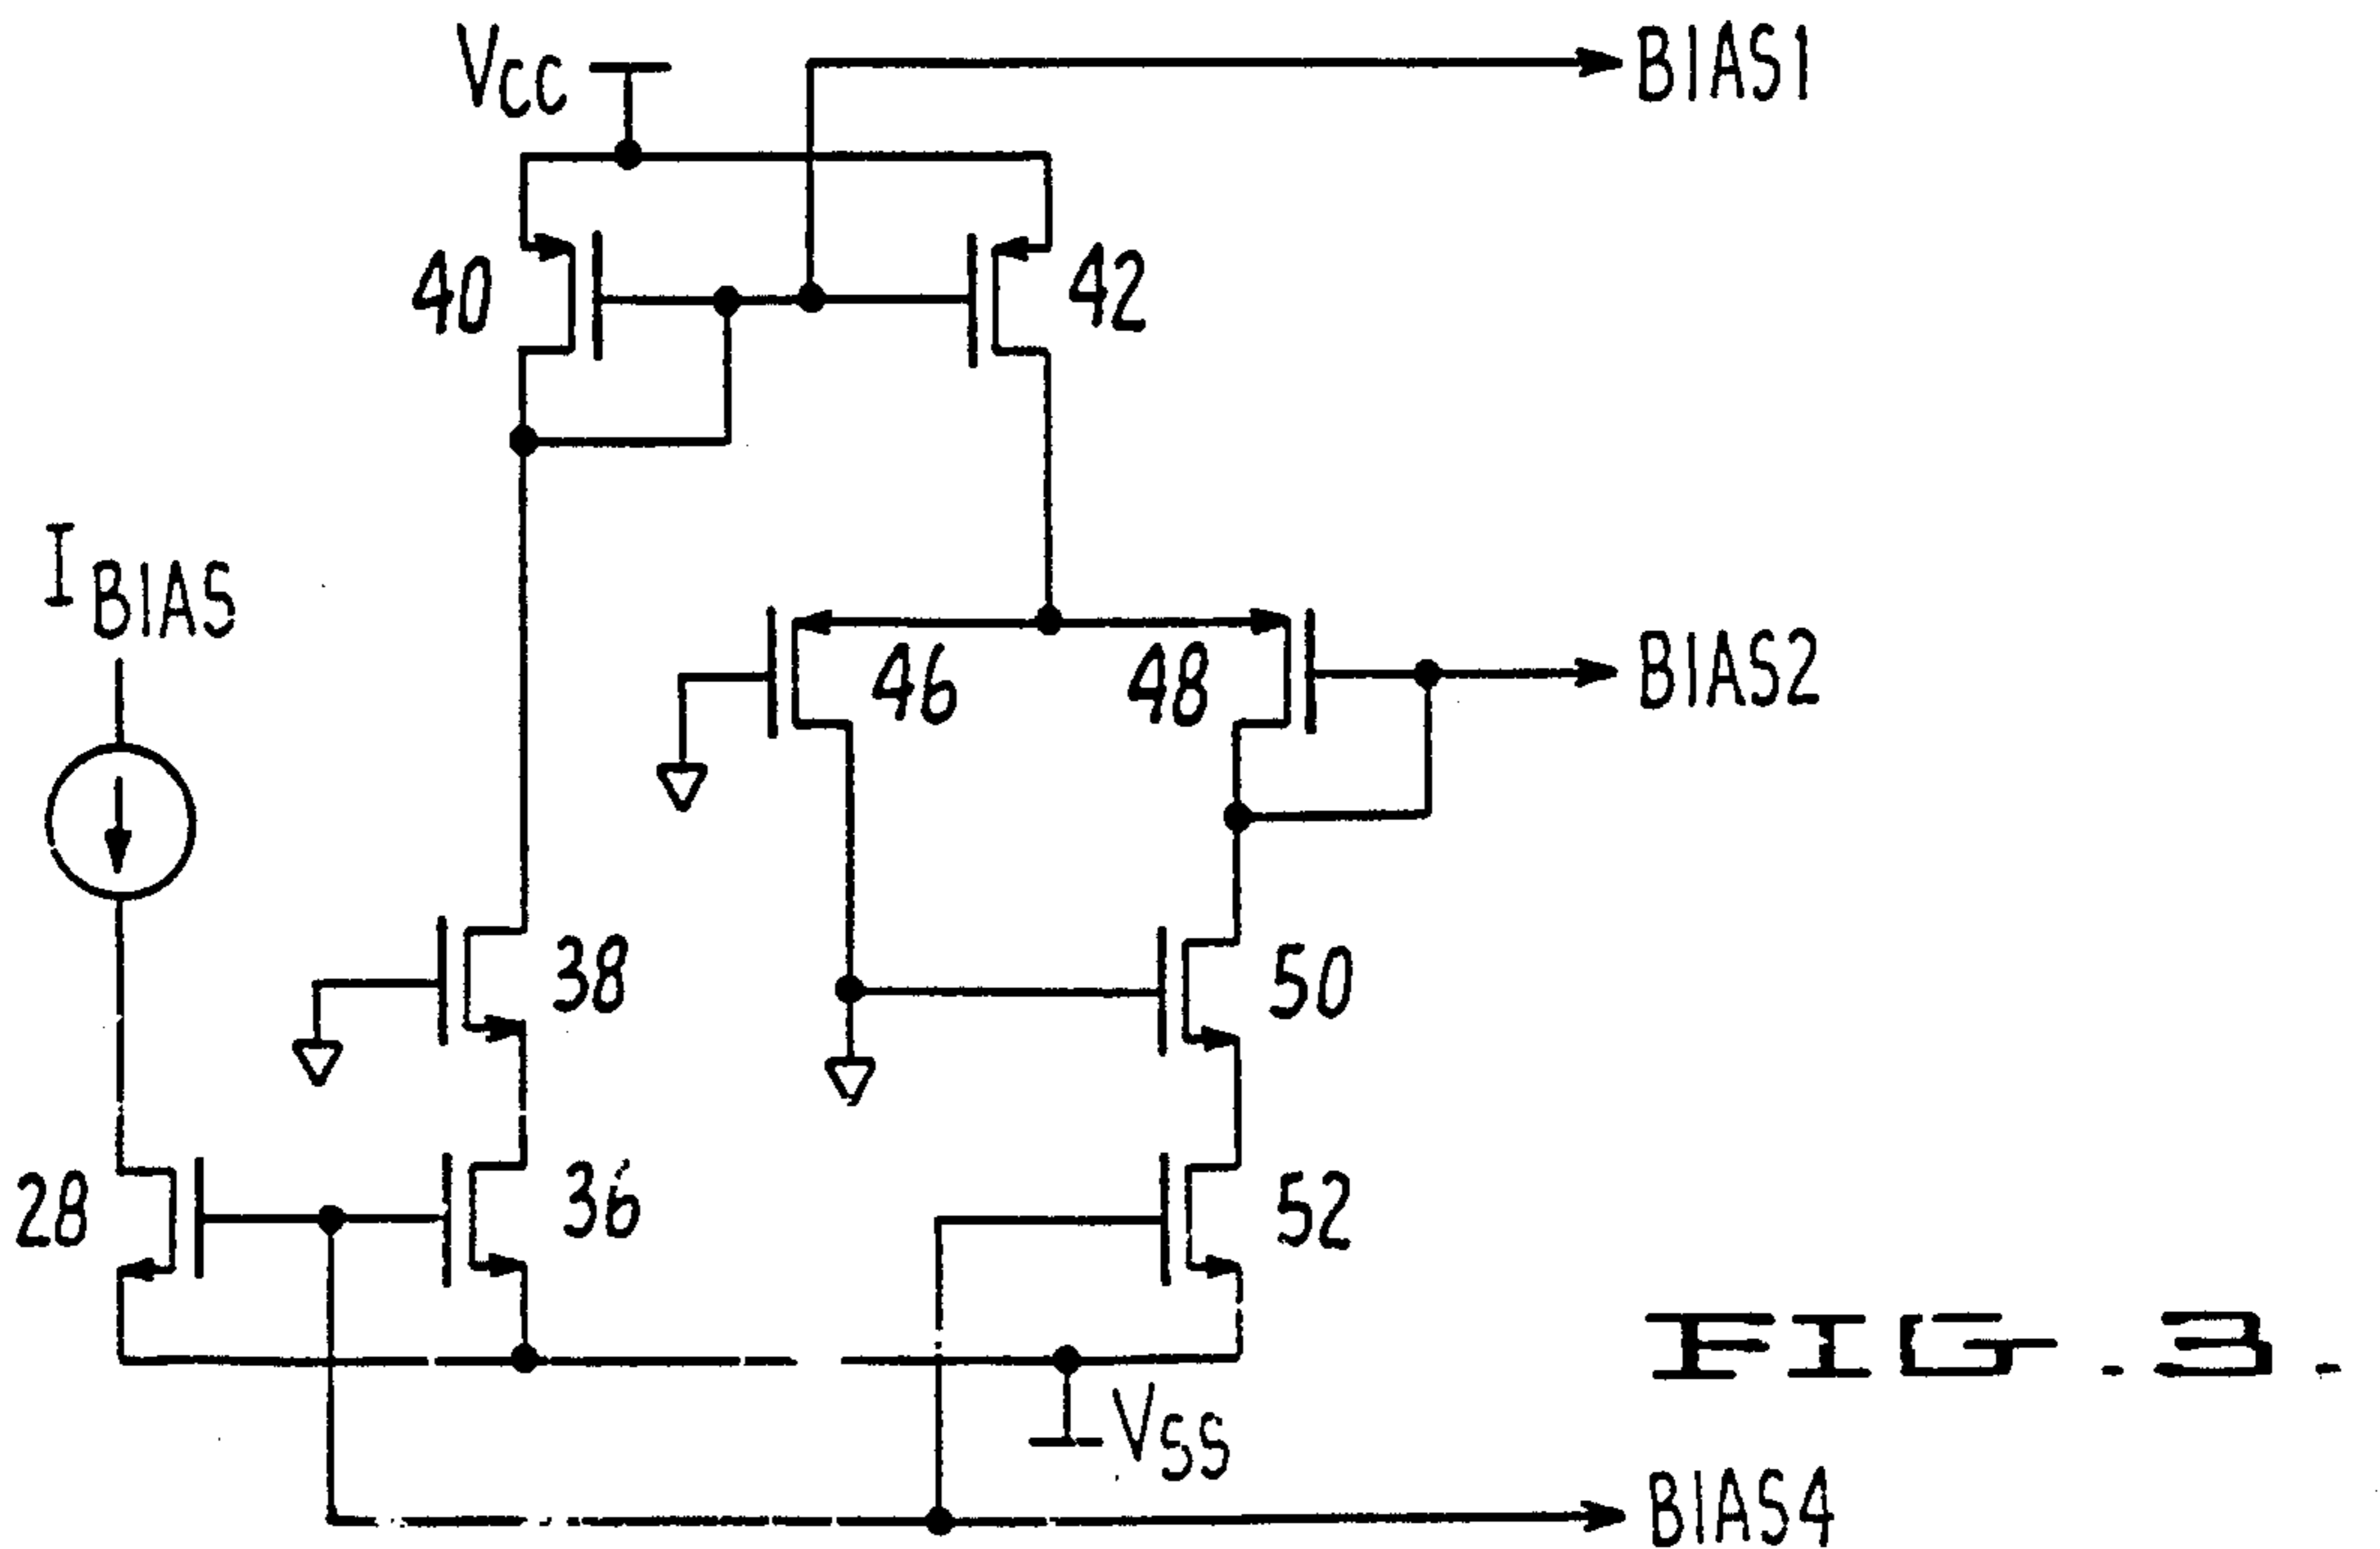 VCC
BIAS1
40
42
IBIAS
46
48
BIAS2
38
50
28
36
52
VSS
FIG.3.
BIAS4